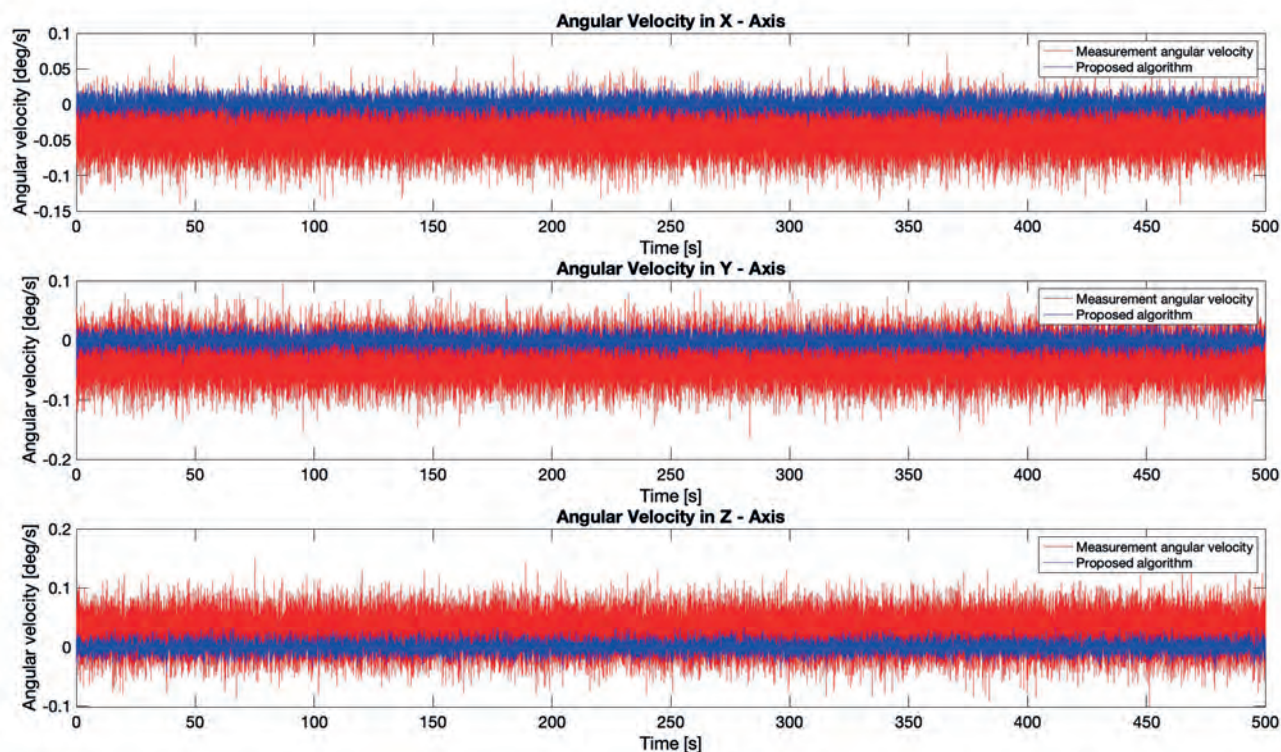 Angular Velocity in X - Axis
Angular velocity [deg/s]
0.1
0.05
0
-0.05
-0.1
-0.15
Measurement angular velocity
Proposed algorithm
0 50 100 150 200 250 300 350 400 450 500
Time [s]
Angular Velocity in Y - Axis
Angular velocity [deg/s]
0.1
0
-0.1
-0.2
Measurement angular velocity
Proposed algorithm
0 50 100 150 200 250 300 350 400 450 500
Time [s]
Angular Velocity in Z - Axis
Angular velocity [deg/s]
0.2
0.1
0
-0.1
Measurement angular velocity
Proposed algorithm
0 50 100 150 200 250 300 350 400 450 500
Time [s]